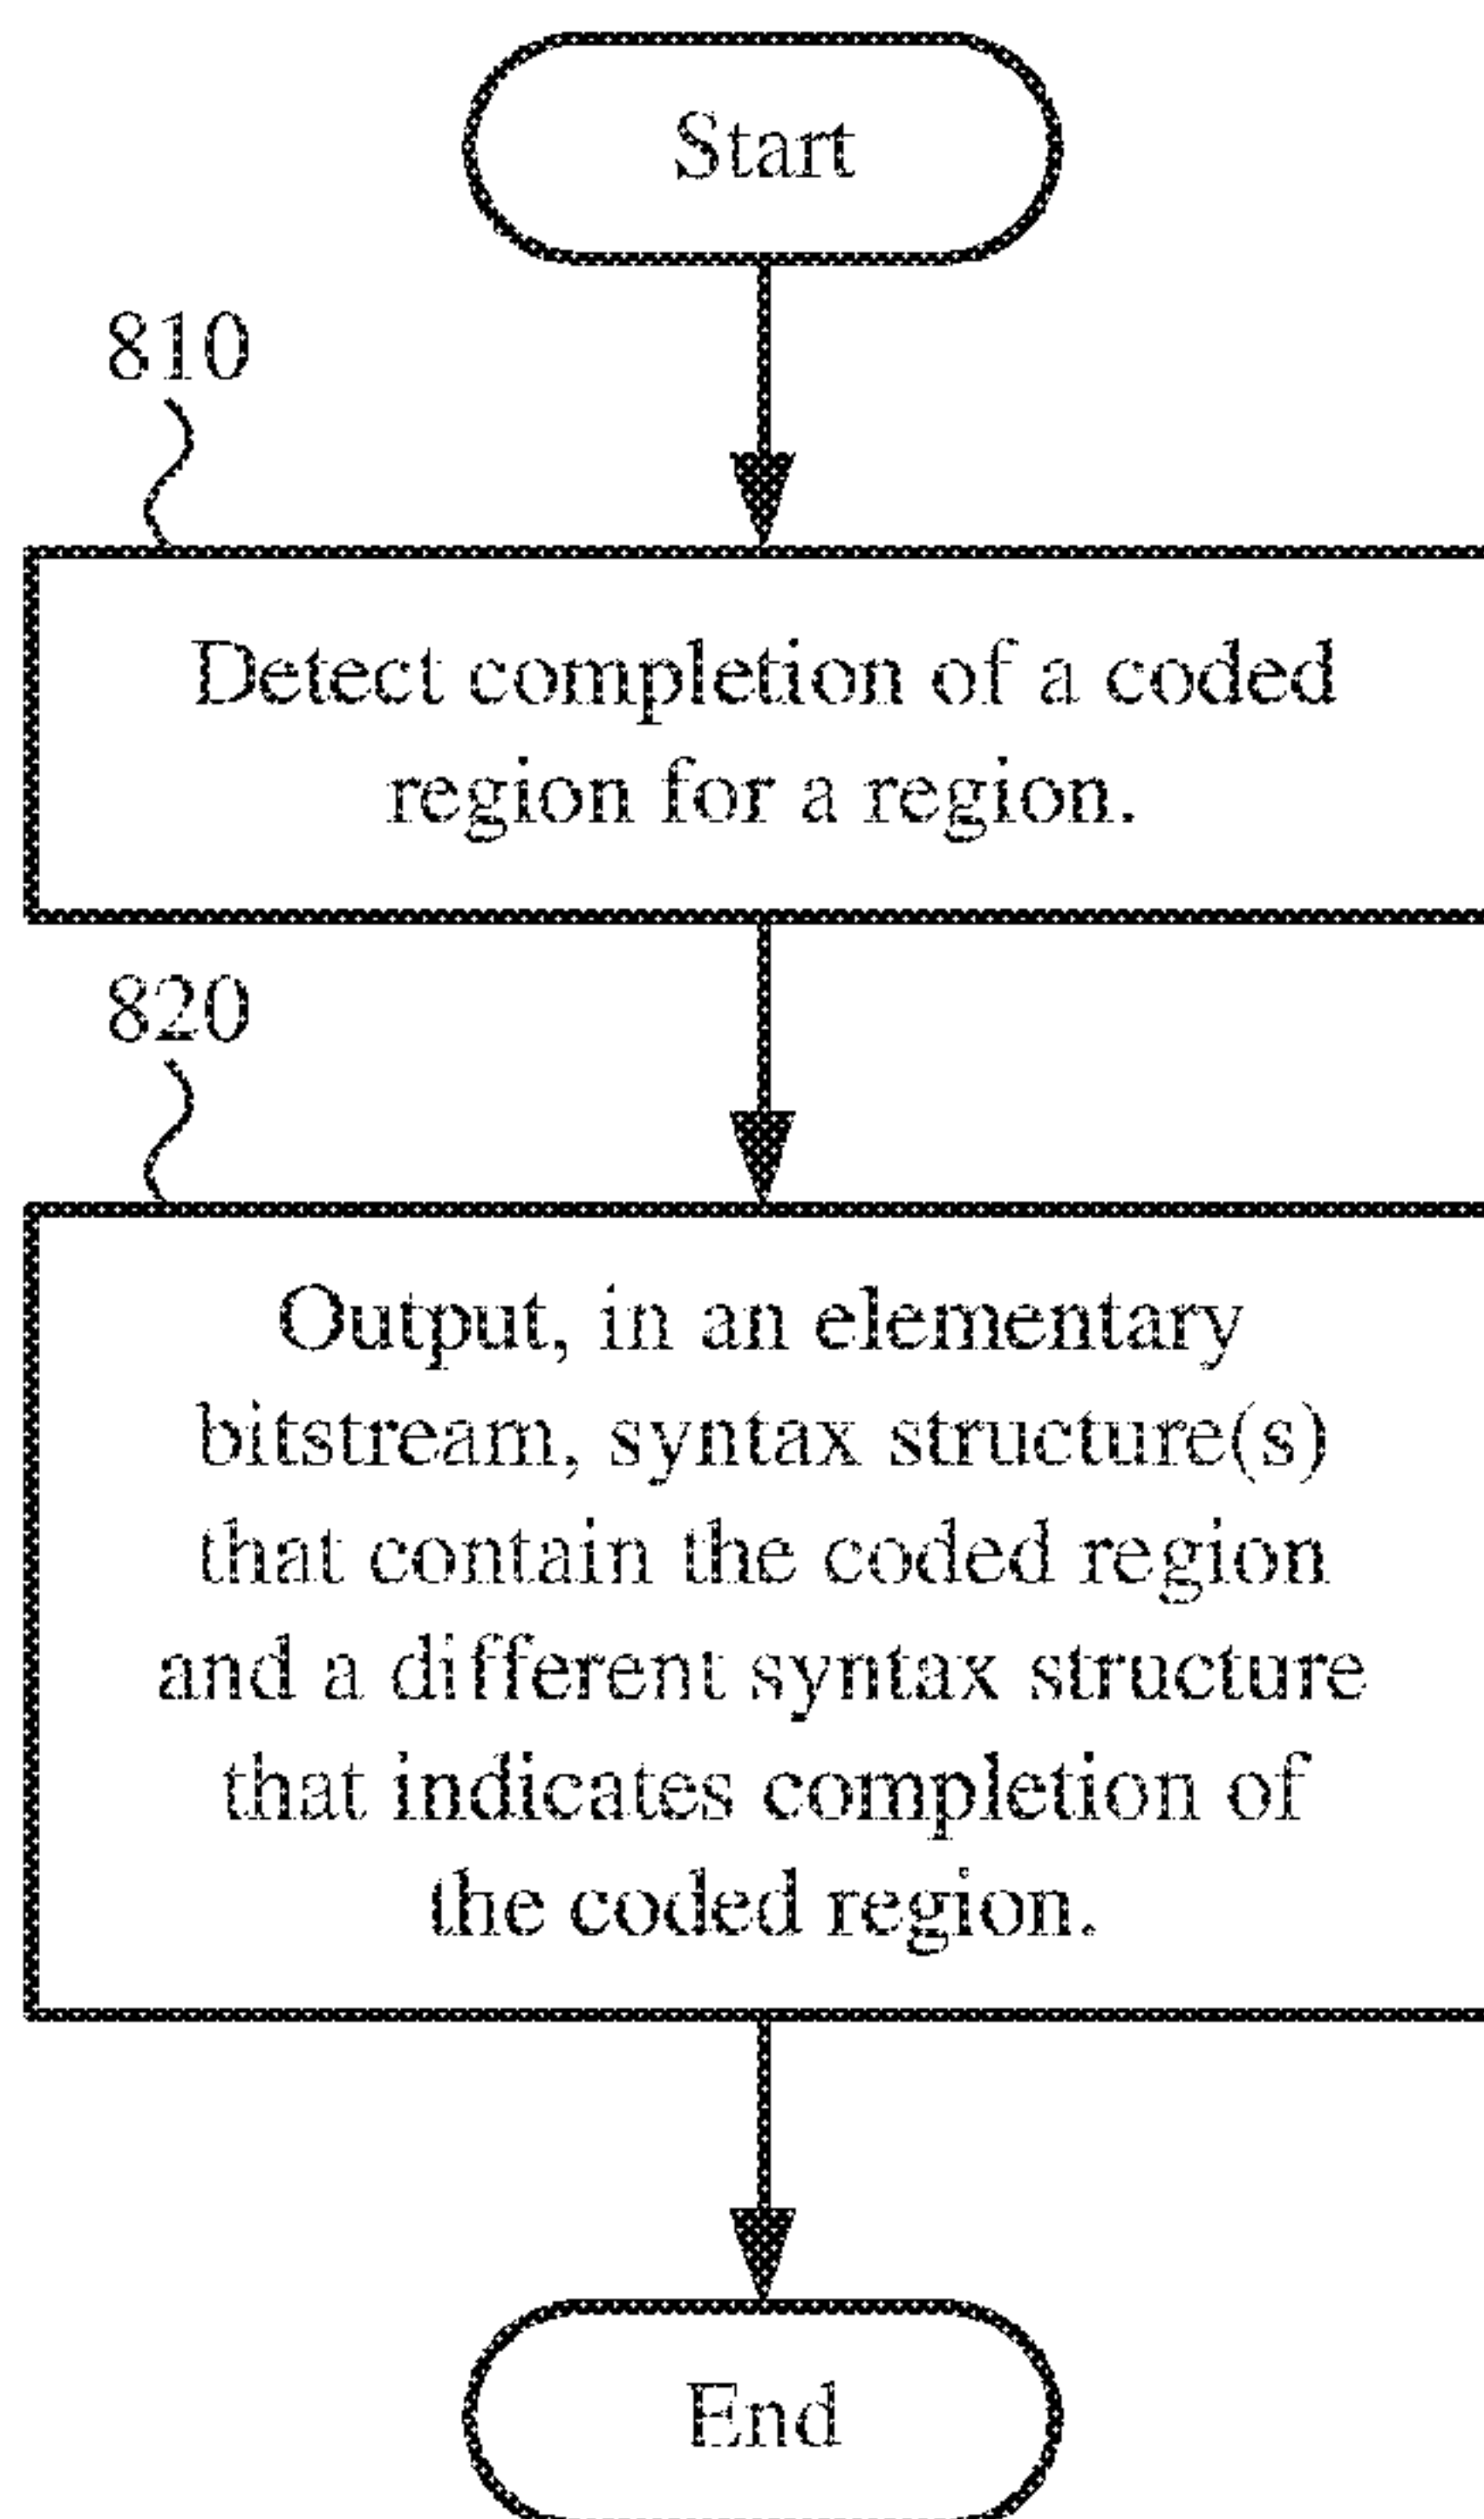 Start
810
Detect completion of a coded
region for a region.
820
Output, in an elementary
bitstream, syntax structure(s)
that contain the coded region
and a different syntax structure
that indicates completion of
the coded region.
End